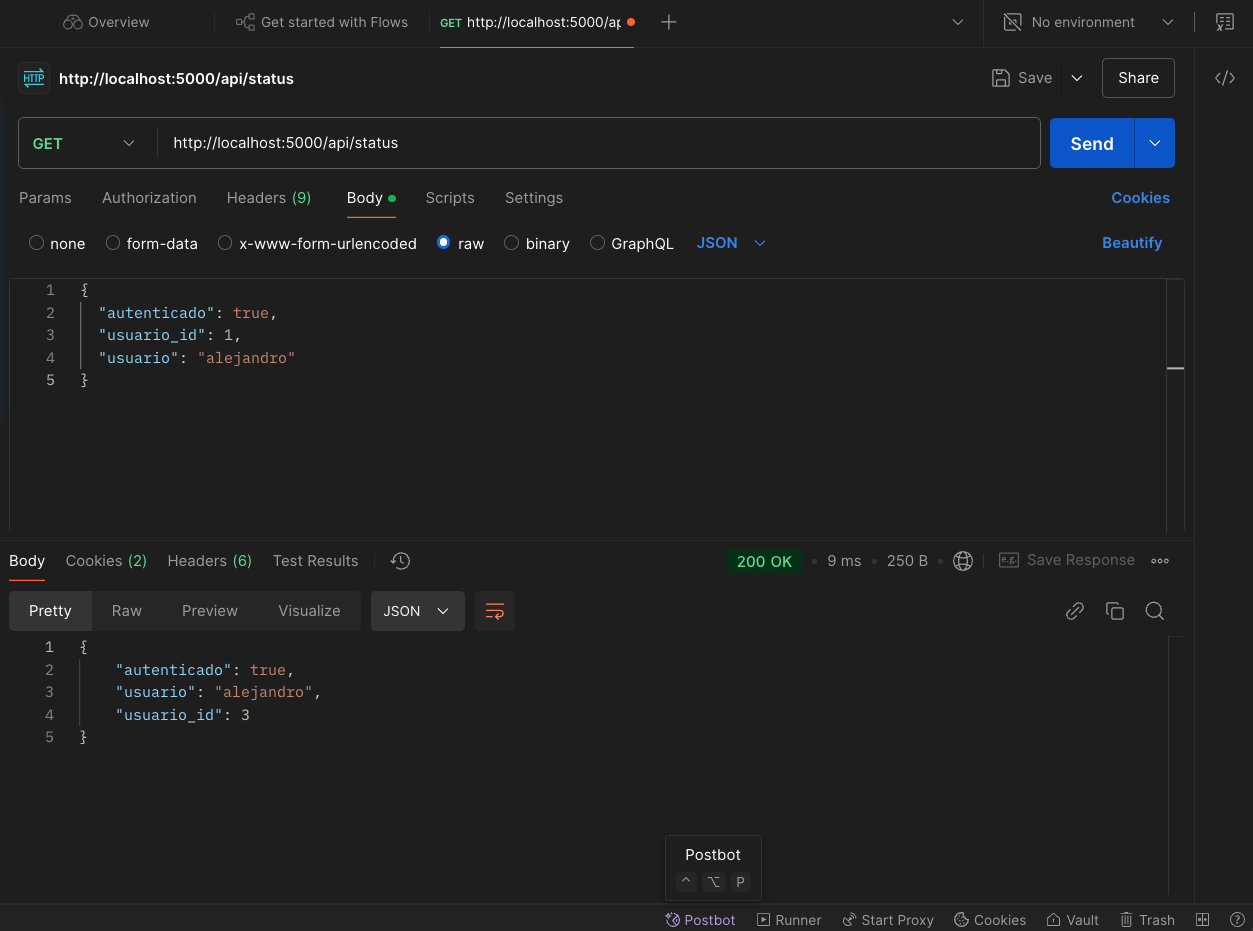 Overview
Get started with Flows
GET http://localhost:5000/ap
No environment
HTTP http://localhost:5000/api/status
Save
Share
GET
http://localhost:5000/api/status
Send
Params
Authorization
Headers (9)
Body
Scripts
Settings
Cookies
none
form-data
x-www-form-urlencoded
raw
binary
GraphQL
JSON
Beautify
1 {
2 "autenticado": true,
3 "usuario_id": 1,
4 "usuario": "alejandro"
5 }
Body
Cookies (2)
Headers (6)
Test Results
200 OK
9 ms
250 B
e.g. Save Response
Pretty
Raw
Preview
Visualize
JSON
1 {
2 "autenticado": true,
3 "usuario": "alejandro",
4 "usuario_id": 3
5 }
Postbot
^ ⌥ P
Postbot
Runner
Start Proxy
Cookies
Vault
Trash